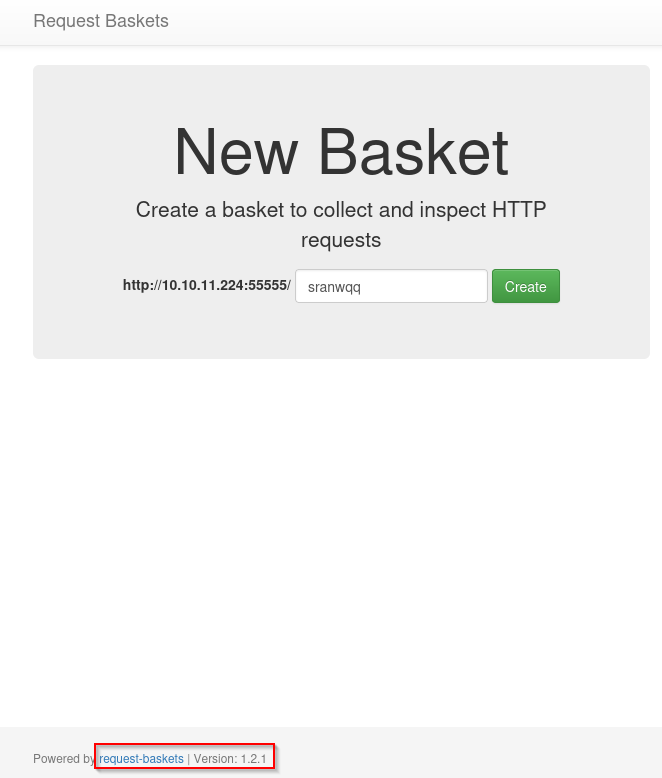 Request Baskets
New Basket
Create a basket to collect and inspect HTTP
requests
http://10.10.11.224:55555/ sranwqq Create
Powered by request-baskets | Version: 1.2.1